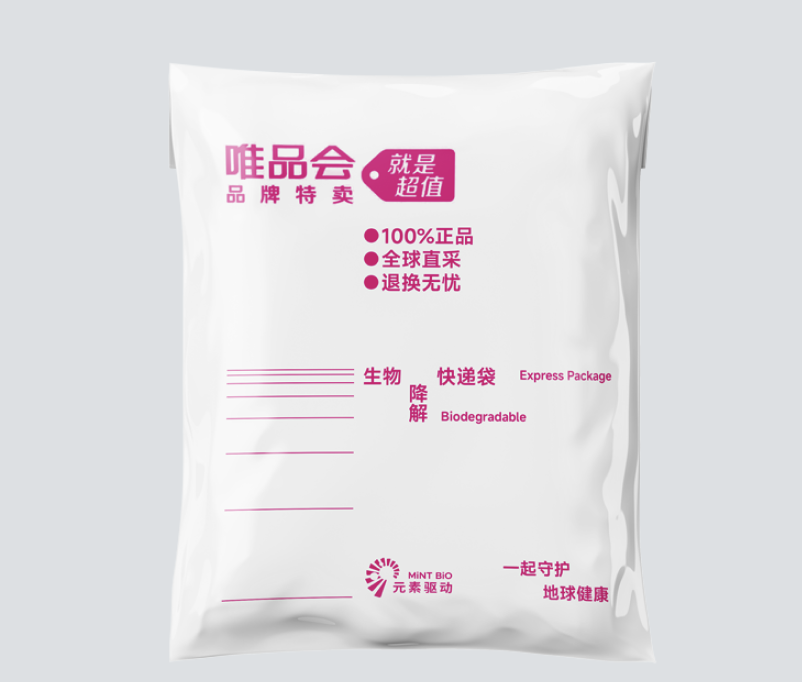 唯品会
品牌特卖
就是
超值
●100%正品
●全球直采
●退换无忧
生物
降解
快递袋
Express Package
Biodegradable
MiNT BiO
元素驱动
一起守护
地球健康